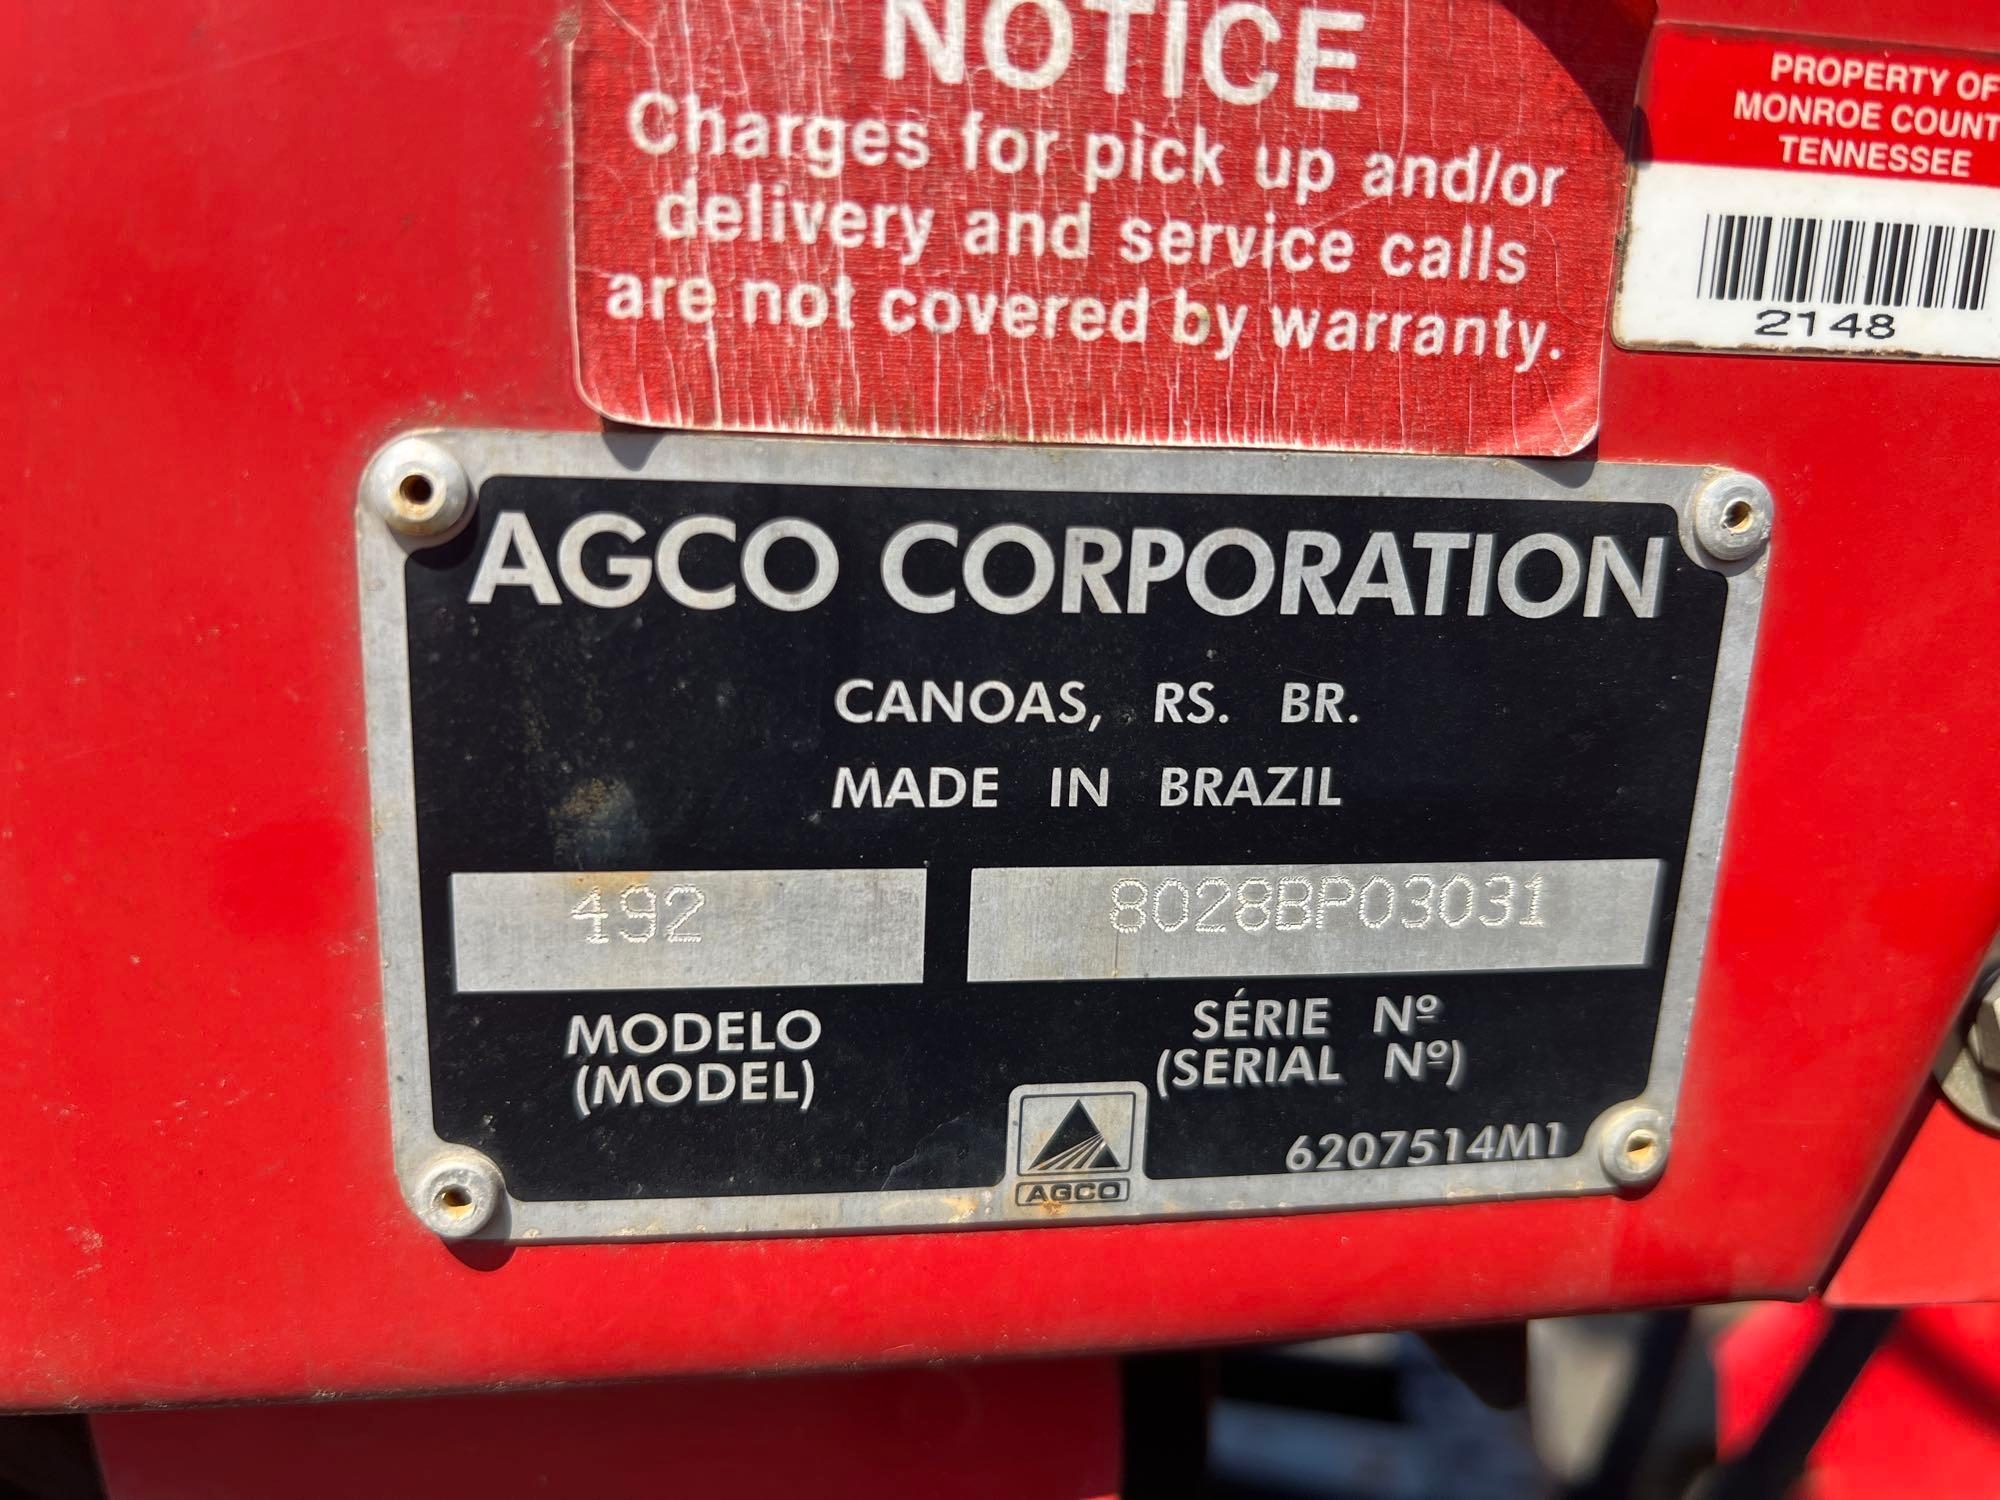 NOTICE
Charges for pick up and/or
delivery and service calls
are not covered by warranty.
PROPERTY OF
MONROE COUNT
TENNESSEE
2148
AGCO CORPORATION
CANOAS, RS. BR.
MADE IN BRAZIL
492
8028BP03031
MODELO
(MODEL)
SÉRIE Nº
(SERIAL Nº)
6207514M1
AGCO